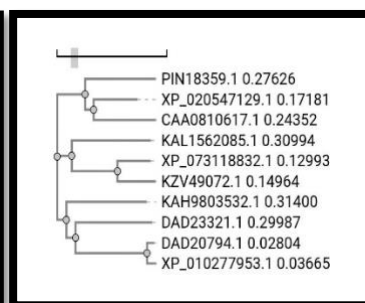 PIN18359.1 0.27626
XP_020547129.1 0.17181
CAA0810617.1 0.24352
KAL1562085.1 0.30994
XP_073118832.1 0.12993
KZV49072.1 0.14964
KAH9803532.1 0.31400
DAD23321.1 0.29987
DAD20794.1 0.02804
XP_010277953.1 0.03665